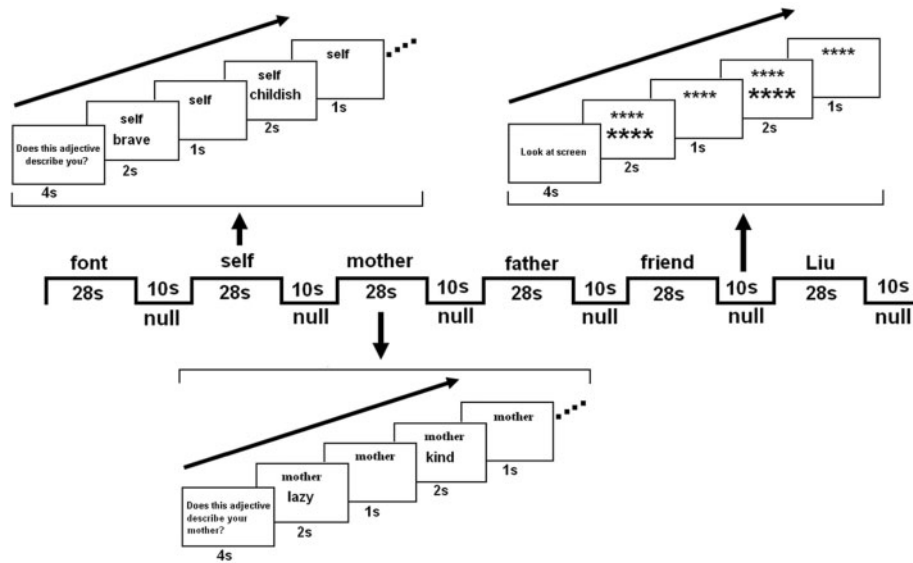 self
self
childish
self
1s
self
brave
2s
1s
Does this adjective
describe you?
2s
4s
****
****
****
1s
****
****
****
2s
1s
Look at screen
2s
4s
font
self
mother
father
friend
Liu
28s
10s
28s
10s
28s
10s
28s
10s
28s
10s
28s
10s
null
null
null
null
null
null
mother
mother
kind
mother
1s
mother
lazy
2s
1s
Does this adjective
describe your
mother?
2s
4s